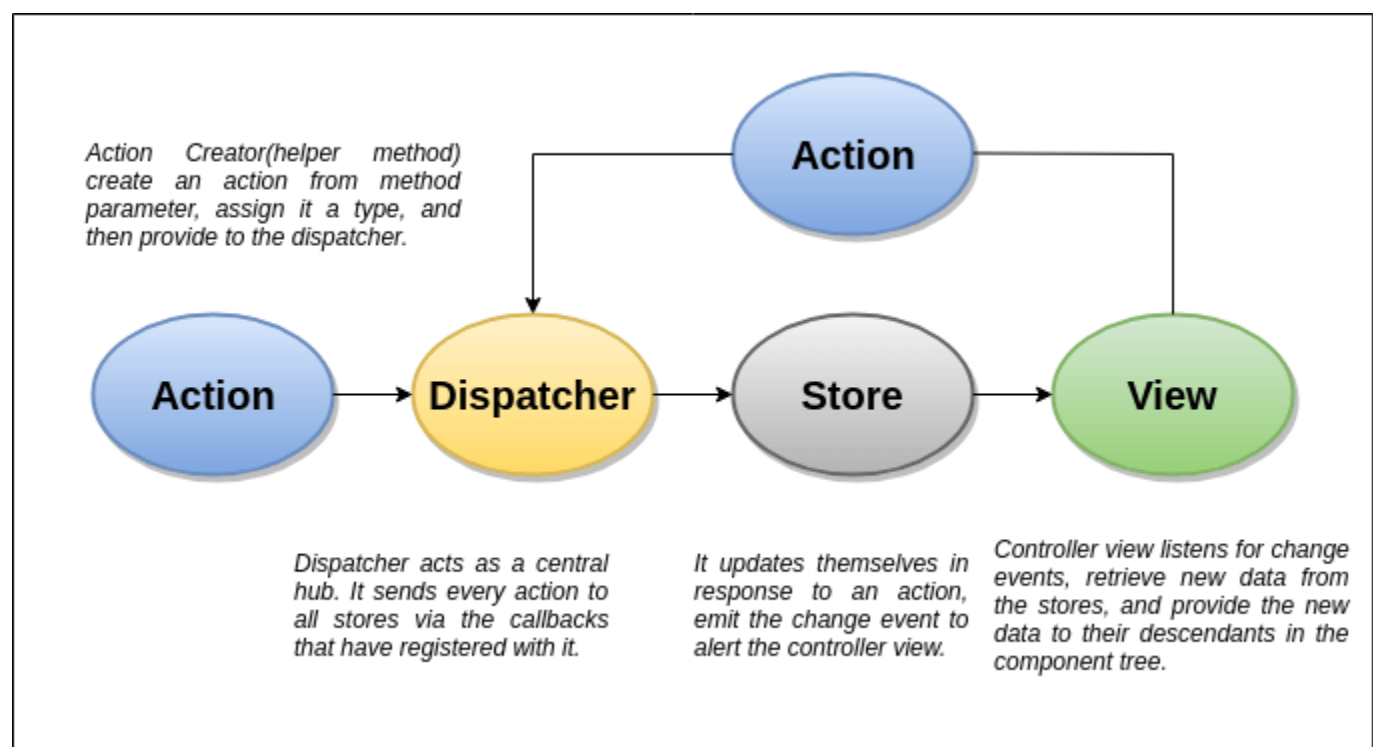 Action
Action Creator(helper method)
create an action from method
parameter, assign it a type, and
then provide to the dispatcher.
Action
Dispatcher
Store
View
Dispatcher acts as a central
hub. It sends every action to
all stores via the callbacks
that have registered with it.
It updates themselves in
response to an action,
emit the change event to
alert the controller view.
Controller view listens for change
events, retrieve new data from
the stores, and provide the new
data to their descendants in the
component tree.